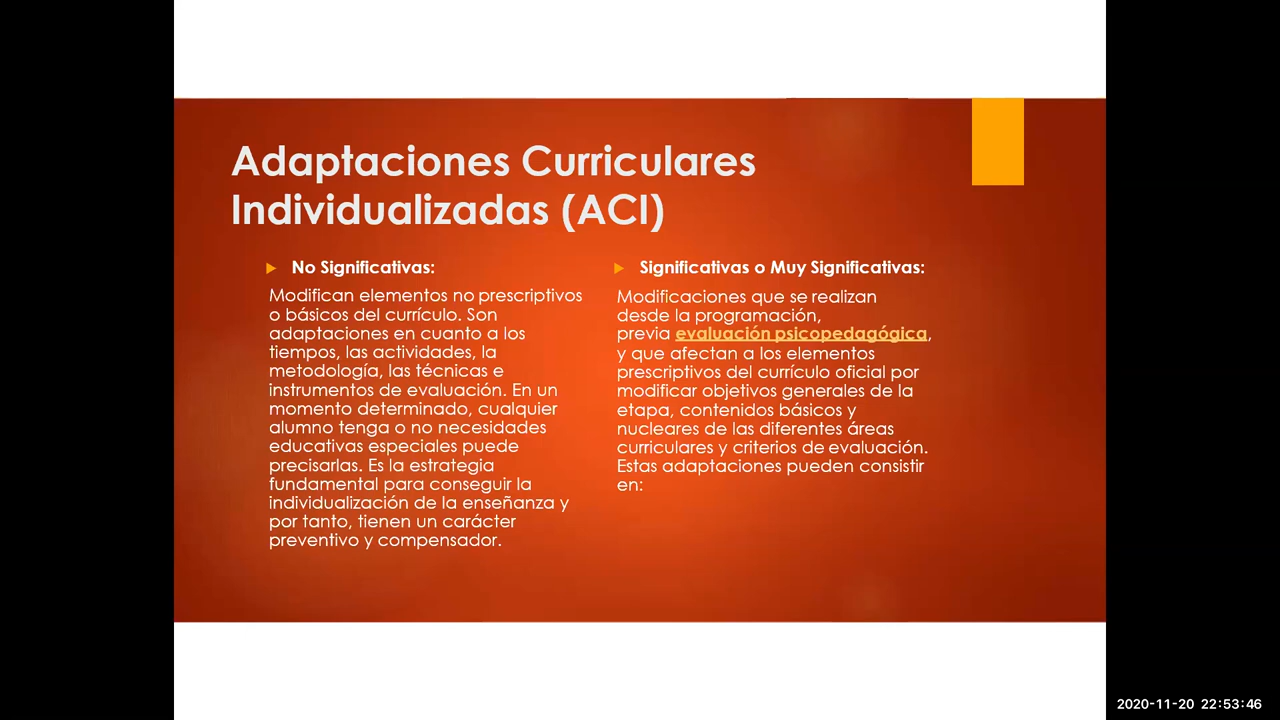 Adaptaciones Curriculares
Individualizadas (ACI)
No Significativas:
Modifican elementos no prescriptivos
o básicos del currículo. Son
adaptaciones en cuanto a los
tiempos, las actividades, la
metodología, las técnicas e
instrumentos de evaluación. En un
momento determinado, cualquier
alumno tenga o no necesidades
educativas especiales puede
precisarlas. Es la estrategia
fundamental para conseguir la
individualización de la enseñanza y
por tanto, tienen un carácter
preventivo y compensador.
Significativas o Muy Significativas:
Modificaciones que se realizan
desde la programación,
previa evaluación psicopedagógica,
y que afectan a los elementos
prescriptivos del currículo oficial por
modificar objetivos generales de la
etapa, contenidos básicos y
nucleares de las diferentes áreas
curriculares y criterios de evaluación.
Estas adaptaciones pueden consistir
en:
2020-11-20 22:53:46